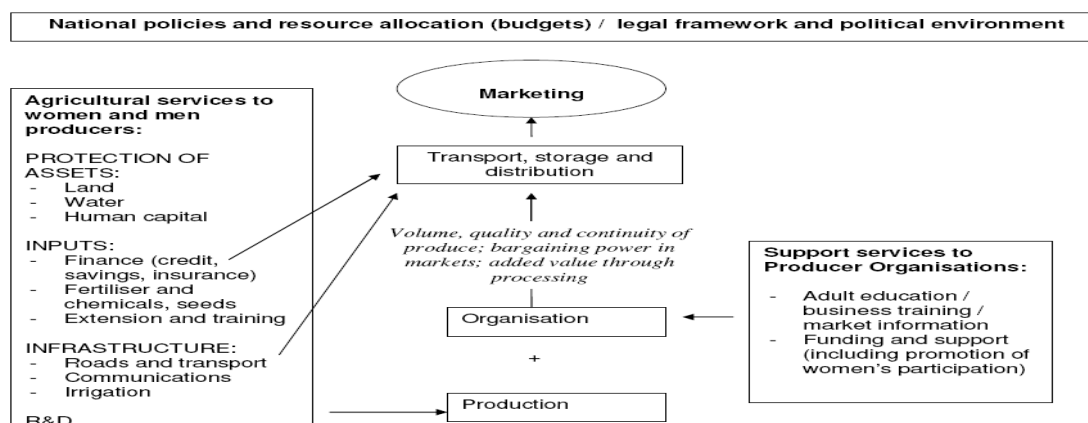 National policies and resource allocation (budgets) / legal framework and political environment
Agricultural services to
women and men
producers:
PROTECTION OF
ASSETS:
- Land
- Water
- Human capital
INPUTS:
- Finance (credit,
savings, insurance)
- Fertiliser and
chemicals, seeds
- Extension and training
INFRASTRUCTURE:
- Roads and transport
- Communications
- Irrigation
R&D
Marketing
Transport, storage and
distribution
Volume, quality and continuity of
produce; bargaining power in
markets; added value through
processing
Organisation
+
Production
Support services to
Producer Organisations:
- Adult education /
business training /
market information
- Funding and support
(including promotion of
women's participation)